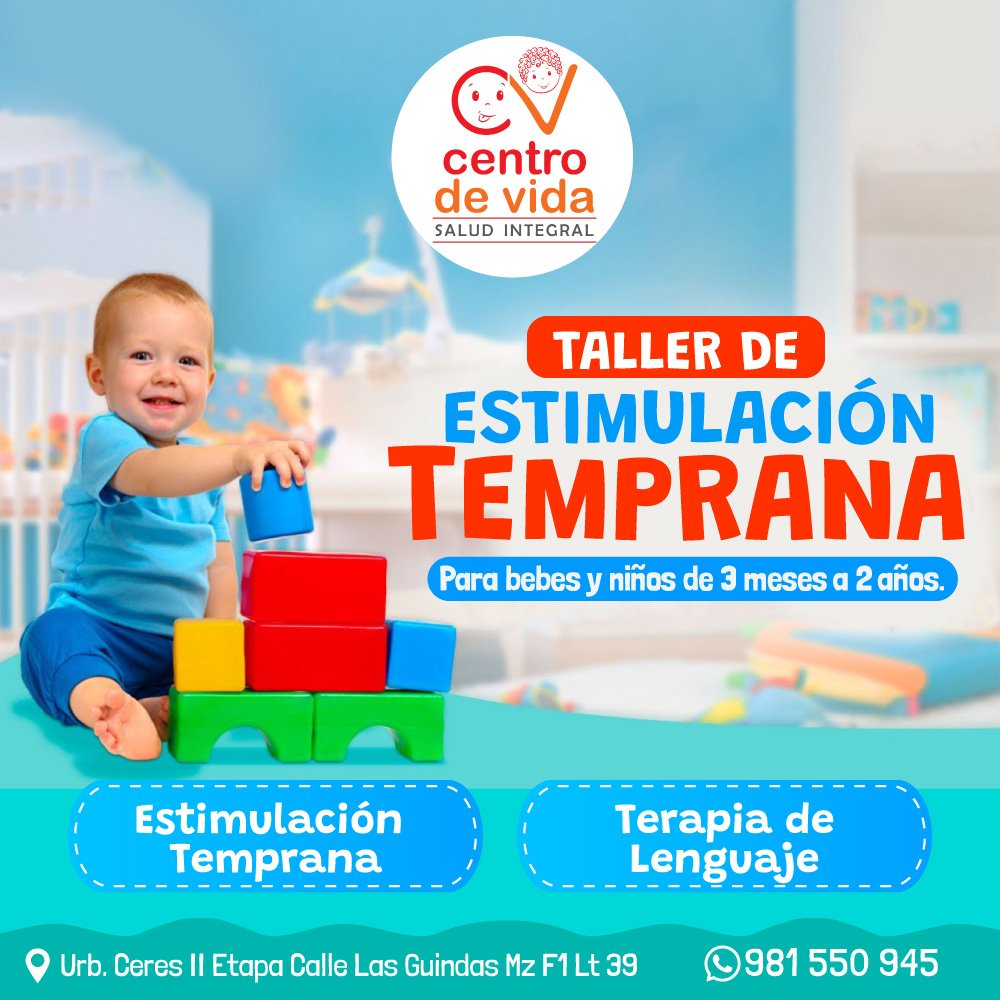 CV
centro
de vida
SALUD INTEGRAL
TALLER DE
ESTIMULACIÓN
TEMPRANA
Para bebes y niños de 3 meses a 2 años.
Estimulación
Temprana
Terapia de
Lenguaje
Urb. Ceres II Etapa Calle Las Guindas Mz F1 Lt 39
981 550 945